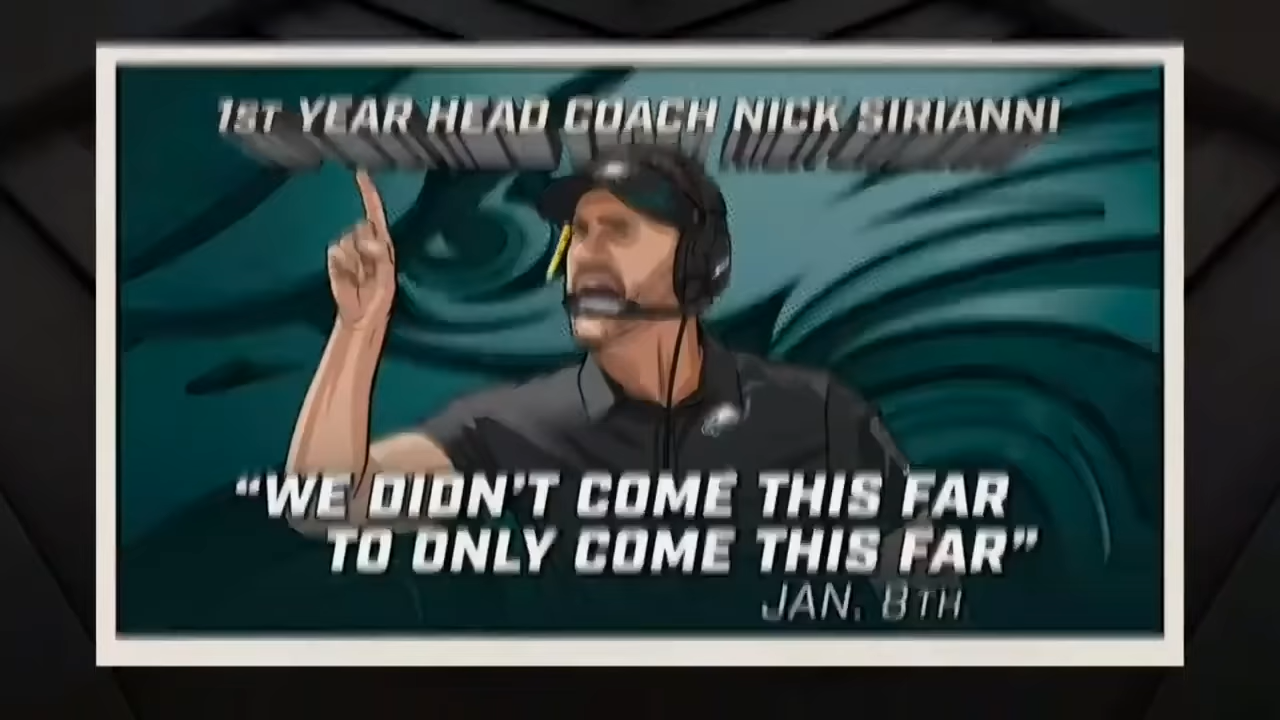 1ST YEAR HEAD COACH NICK SIRIANNI
“WE DIDN'T COME THIS FAR
TO ONLY COME THIS FAR”
JAN. 8TH